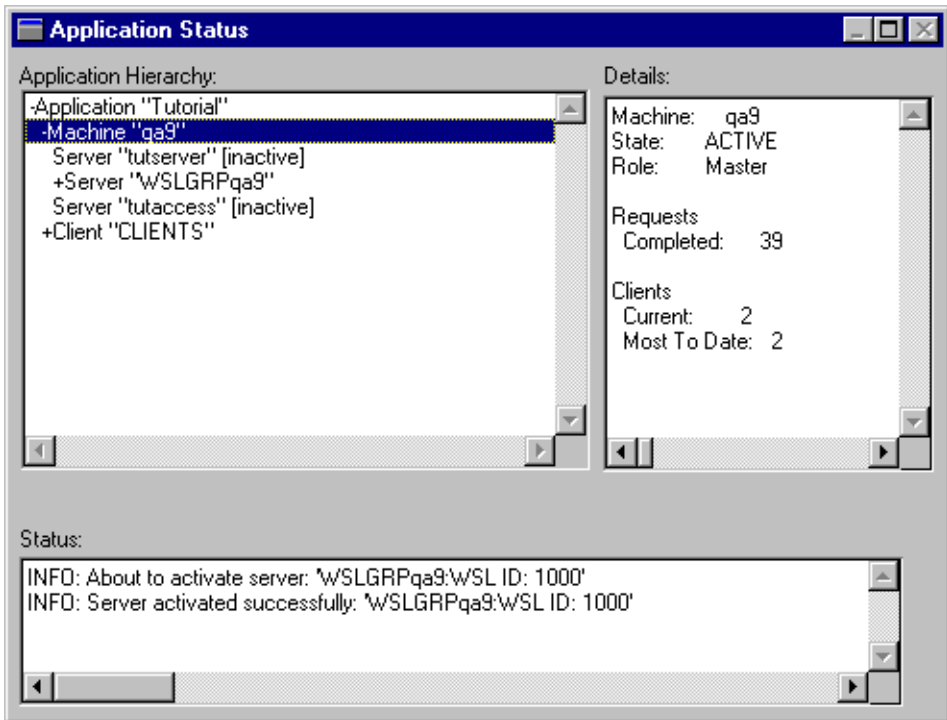 Application Status
Application Hierarchy:
-Application "Tutorial"
-Machine "qa9"
Server "tutserver" [inactive]
+Server "WSLGRPqa9"
Server "tutaccess" [inactive]
+Client "CLIENTS"
Details:
Machine: qa9
State: ACTIVE
Role: Master
Requests
Completed: 39
Clients
Current: 2
Most To Date: 2
Status:
INFO: About to activate server: 'WSLGRPqa9:WSL ID: 1000'
INFO: Server activated successfully: 'WSLGRPqa9:WSL ID: 1000'